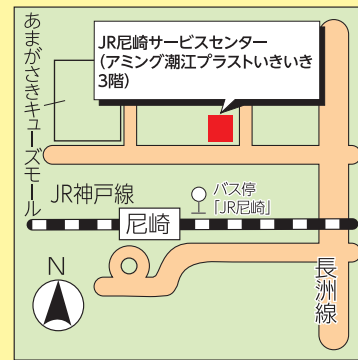 JR尼崎サービスセンター
（アミング潮江プラストいきいき
3階）
あまがさきキューズモール
JR神戸線
バス停
「JR尼崎」
尼崎
長洲線
N